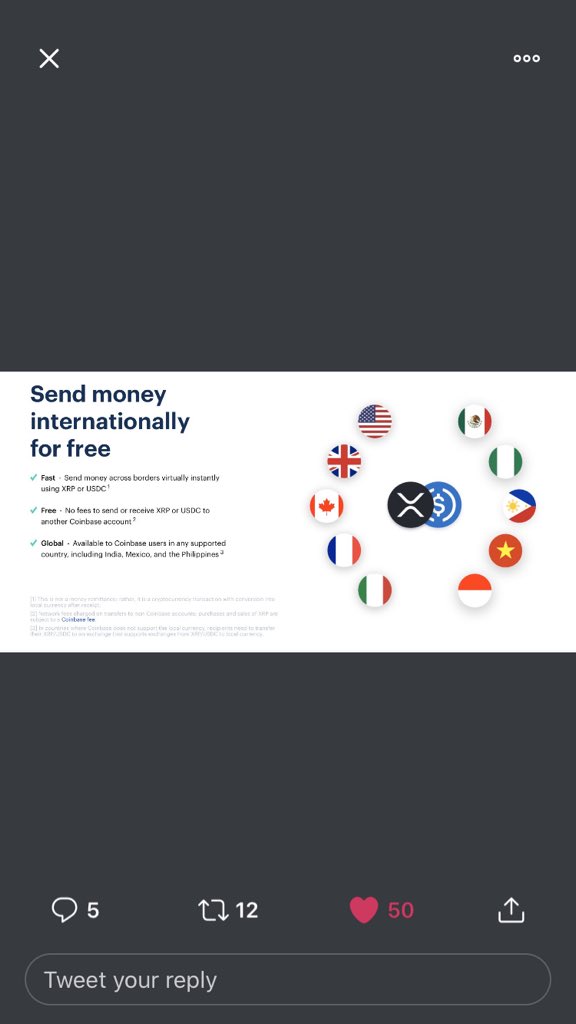 Send money
internationally
for free
Fast - Send money across borders virtually instantly
using XRP or USDC 1
Free - No fees to send or receive XRP or USDC to
another Coinbase account 2
Global - Available to Coinbase users in any supported
country, including India, Mexico, and the Philippines 3
[1] This is not a money remittance; rather, it is a cryptocurrency transaction with conversion into
local currency after receipt.
[2] Network fees charged on transfers to non-Coinbase accounts; purchases and sales of XRP are
subject to a Coinbase fee.
[3] In countries where Coinbase does not support the local currency, recipients need to transfer
their XRP/USDC to an exchange that supports exchanges from XRP/USDC to local currency.
5
12
50
Tweet your reply